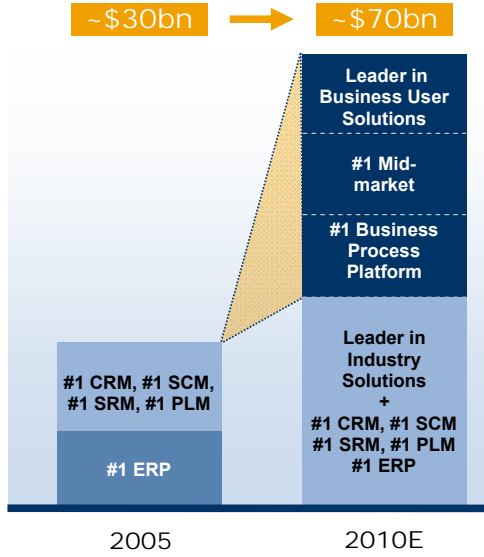 ~$30bn
~$70bn
Leader in
Business User
Solutions
#1 Mid-
market
#1 Business
Process
Platform
#1 CRM, #1 SCM,
#1 SRM, #1 PLM
#1 ERP
Leader in
Industry
Solutions
+
#1 CRM, #1 SCM
#1 SRM, #1 PLM
#1 ERP
2005
2010E